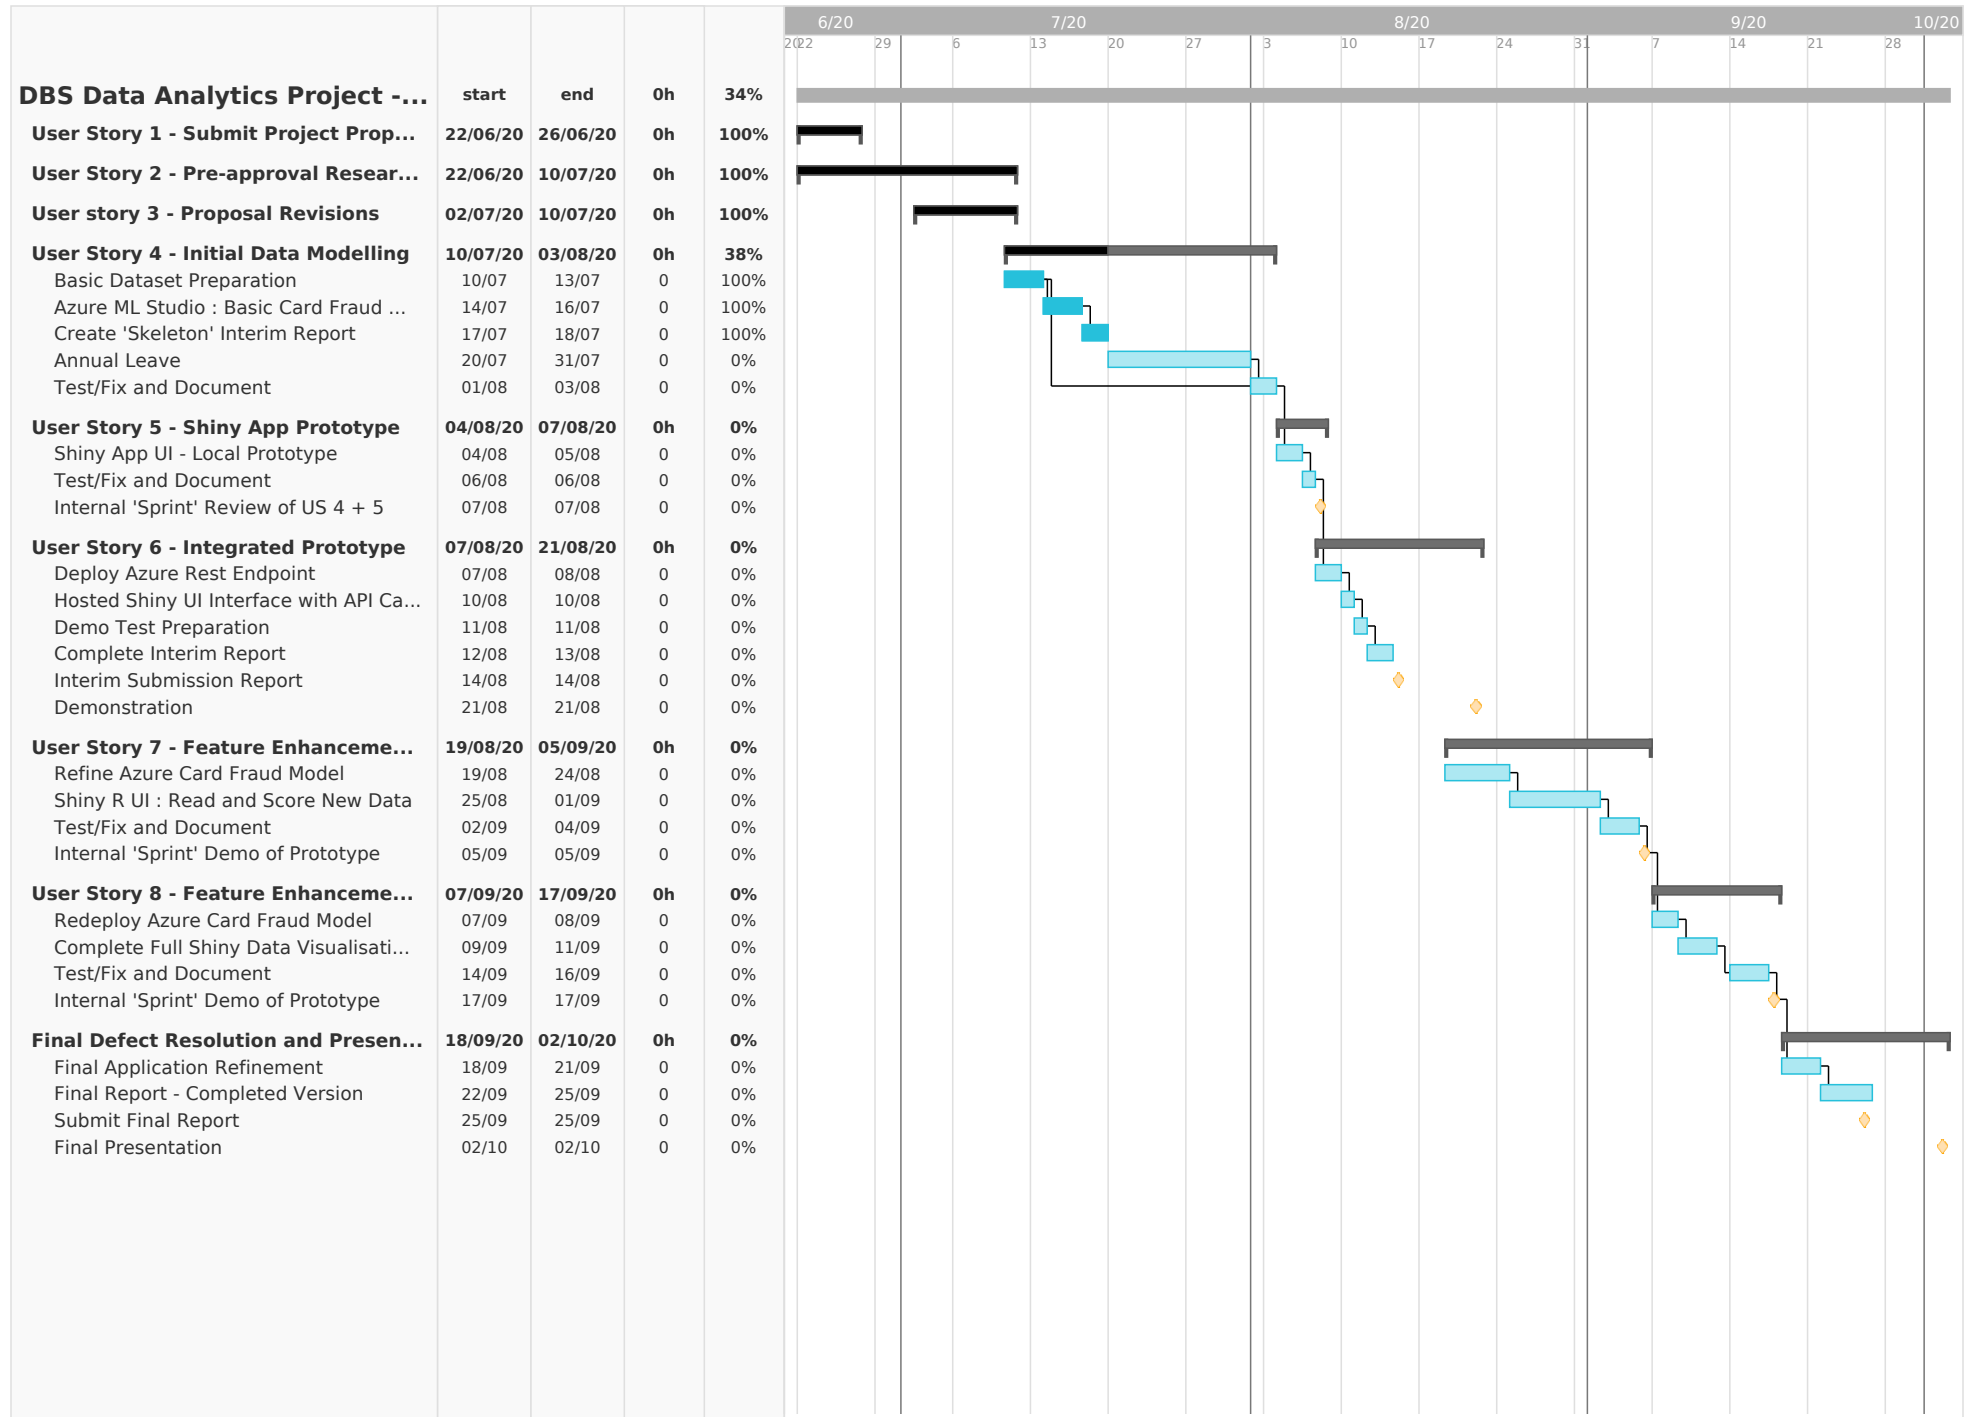 6/20 7/20 8/20 9/20 10/20
20 22 29 6 13 20 27 3 10 17 24 31 7 14 21 28
DBS Data Analytics Project -... start end 0h 34%
User Story 1 - Submit Project Prop... 22/06/20 26/06/20 0h 100%
User Story 2 - Pre-approval Resear... 22/06/20 10/07/20 0h 100%
User story 3 - Proposal Revisions 02/07/20 10/07/20 0h 100%
User Story 4 - Initial Data Modelling 10/07/20 03/08/20 0h 38%
Basic Dataset Preparation 10/07 13/07 0 100%
Azure ML Studio : Basic Card Fraud ... 14/07 16/07 0 100%
Create 'Skeleton' Interim Report 17/07 18/07 0 100%
Annual Leave 20/07 31/07 0 0%
Test/Fix and Document 01/08 03/08 0 0%
User Story 5 - Shiny App Prototype 04/08/20 07/08/20 0h 0%
Shiny App UI - Local Prototype 04/08 05/08 0 0%
Test/Fix and Document 06/08 06/08 0 0%
Internal 'Sprint' Review of US 4 + 5 07/08 07/08 0 0%
User Story 6 - Integrated Prototype 07/08/20 21/08/20 0h 0%
Deploy Azure Rest Endpoint 07/08 08/08 0 0%
Hosted Shiny UI Interface with API Ca... 10/08 10/08 0 0%
Demo Test Preparation 11/08 11/08 0 0%
Complete Interim Report 12/08 13/08 0 0%
Interim Submission Report 14/08 14/08 0 0%
Demonstration 21/08 21/08 0 0%
User Story 7 - Feature Enhanceme... 19/08/20 05/09/20 0h 0%
Refine Azure Card Fraud Model 19/08 24/08 0 0%
Shiny R UI : Read and Score New Data 25/08 01/09 0 0%
Test/Fix and Document 02/09 04/09 0 0%
Internal 'Sprint' Demo of Prototype 05/09 05/09 0 0%
User Story 8 - Feature Enhanceme... 07/09/20 17/09/20 0h 0%
Redeploy Azure Card Fraud Model 07/09 08/09 0 0%
Complete Full Shiny Data Visualisati... 09/09 11/09 0 0%
Test/Fix and Document 14/09 16/09 0 0%
Internal 'Sprint' Demo of Prototype 17/09 17/09 0 0%
Final Defect Resolution and Presen... 18/09/20 02/10/20 0h 0%
Final Application Refinement 18/09 21/09 0 0%
Final Report - Completed Version 22/09 25/09 0 0%
Submit Final Report 25/09 25/09 0 0%
Final Presentation 02/10 02/10 0 0%